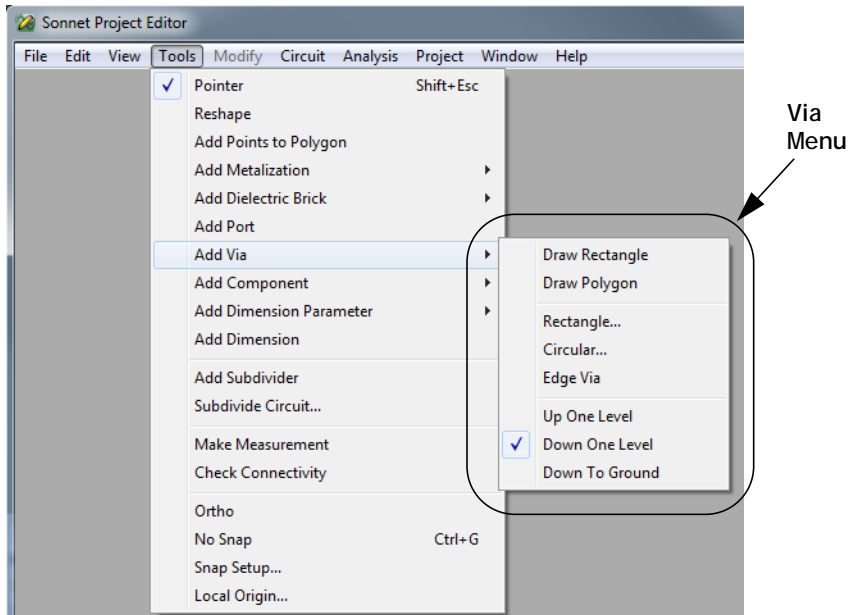 Sonnet Project Editor
File Edit View Tools Modify Circuit Analysis Project Window Help
Pointer Shift+Esc
Reshape
Add Points to Polygon
Add Metalization
Add Dielectric Brick
Add Port
Add Via
Add Component
Add Dimension Parameter
Add Dimension
Add Subdivider
Subdivide Circuit...
Make Measurement
Check Connectivity
Ortho
No Snap Ctrl+G
Snap Setup...
Local Origin...
Draw Rectangle
Draw Polygon
Rectangle...
Circular...
Edge Via
Up One Level
Down One Level
Down To Ground
Via
Menu